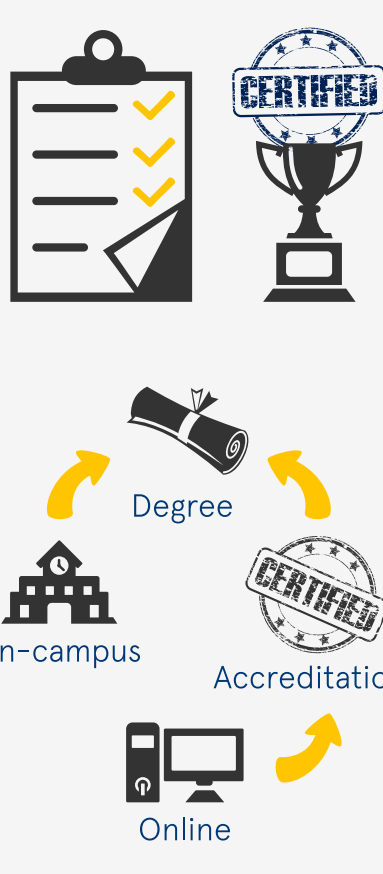 CERTIFIED
Degree
CERTIFIED
n-campus
Accreditatio
Online